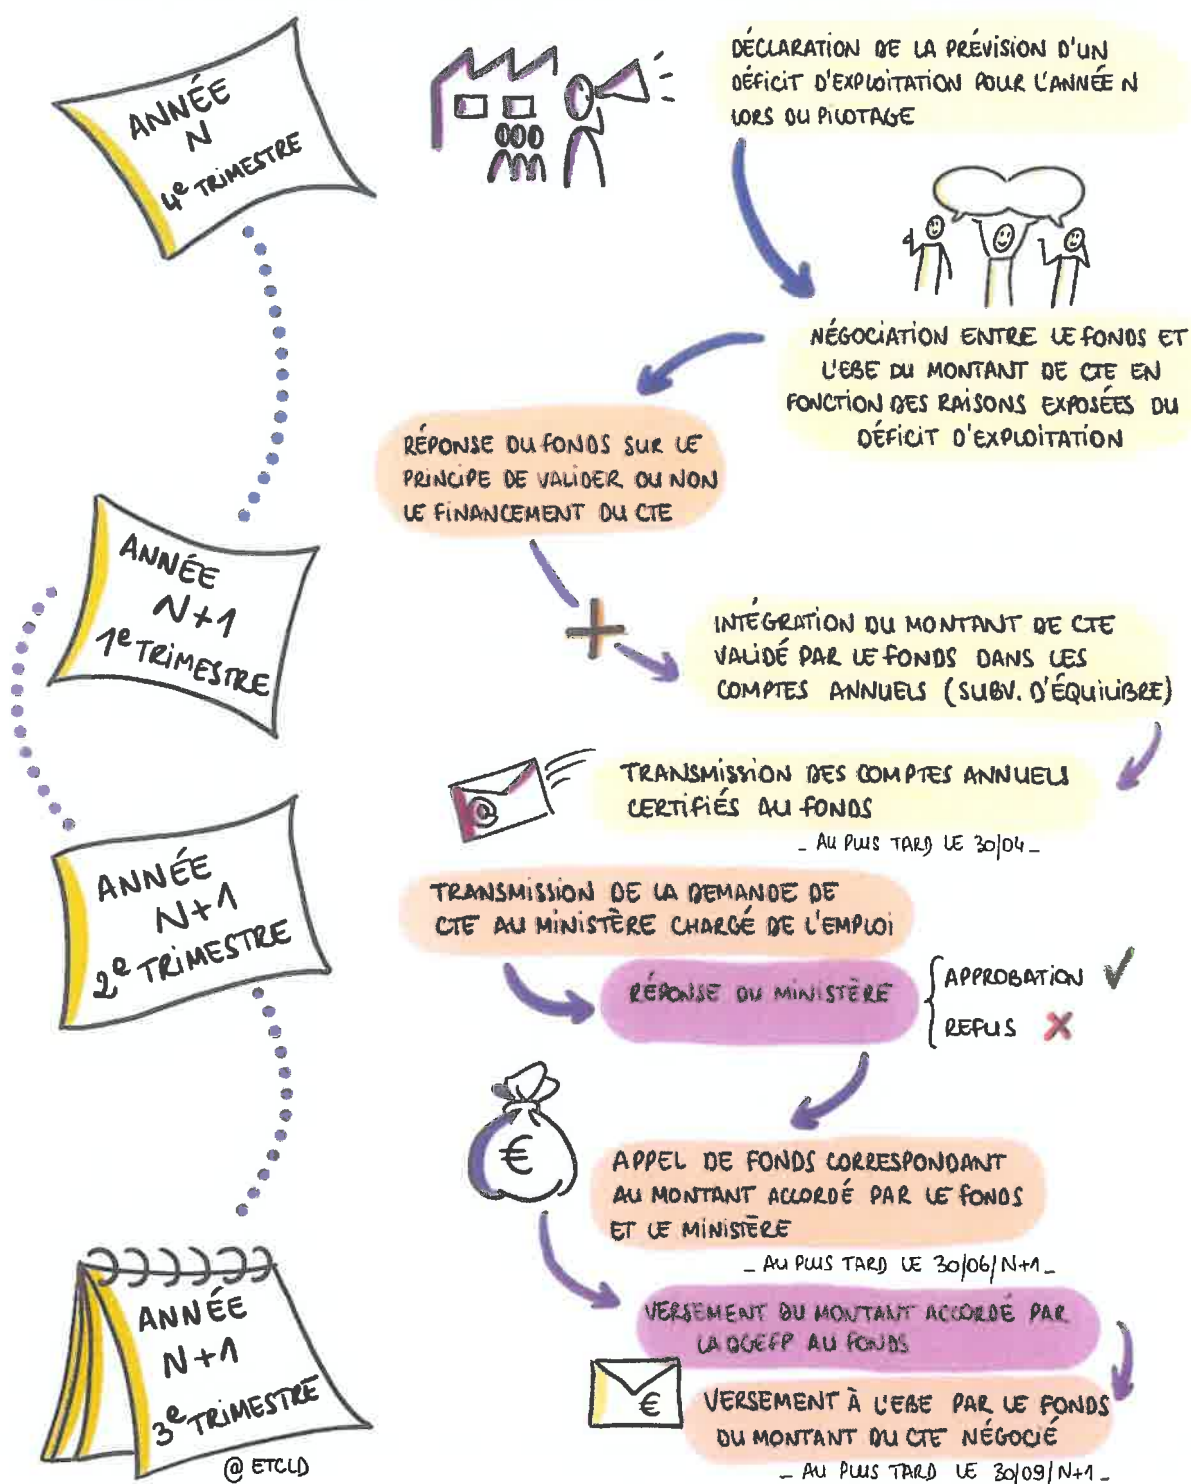 ANNÉE
N
4e TRIMESTRE
DÉCLARATION DE LA PRÉVISION D'UN
DÉFICIT D'EXPLOITATION POUR L'ANNÉE N
LORS DU PILOTAGE
NÉGOCIATION ENTRE LE FONDS ET
L'EBE DU MONTANT DE CTE EN
FONCTION DES RAISONS EXPOSÉES DU
DÉFICIT D'EXPLOITATION
RÉPONSE DU FONDS SUR LE
PRINCIPE DE VALIDER OU NON
LE FINANCEMENT DU CTE
ANNÉE
N+1
1e TRIMESTRE
INTÉGRATION DU MONTANT DE CTE
VALIDÉ PAR LE FONDS DANS LES
COMPTES ANNUELS (SUBV. D'ÉQUILIBRE)
TRANSMISSION DES COMPTES ANNUELS
CERTIFIÉS AU FONDS
_ AU PLUS TARD LE 30/04 _
ANNÉE
N+1
2e TRIMESTRE
TRANSMISSION DE LA DEMANDE DE
CTE AU MINISTÈRE CHARGÉ DE L'EMPLOI
RÉPONSE DU MINISTÈRE
APPROBATION
REFUS
€
APPEL DE FONDS CORRESPONDANT
AU MONTANT ACCORDÉ PAR LE FONDS
ET LE MINISTÈRE
_ AU PLUS TARD LE 30/06/N+1 _
ANNÉE
N+1
3e TRIMESTRE
@ ETCLD
VERSEMENT DU MONTANT ACCORDÉ PAR
LA DGEFP AU FONDS
€
VERSEMENT À L'EBE PAR LE FONDS
DU MONTANT DU CTE NÉGOCIÉ
_ AU PLUS TARD LE 30/09/N+1 _